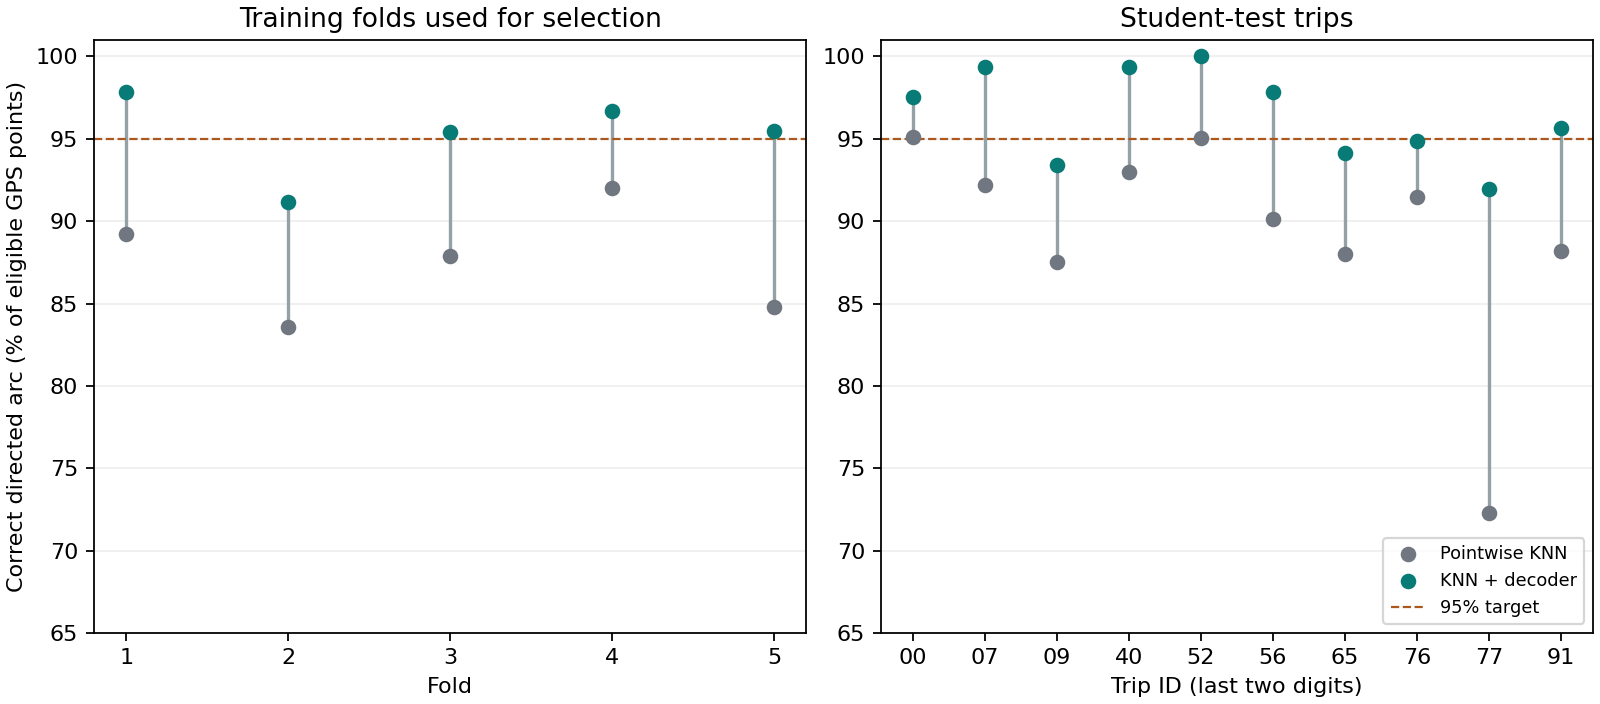 Training folds used for selection
Correct directed arc (% of eligible GPS points)
100
95
90
85
80
75
70
65
1 2 3 4 5
Fold
Student-test trips
100
95
90
85
80
75
70
65
00 07 09 40 52 56 65 76 77 91
Trip ID (last two digits)
Pointwise KNN
KNN + decoder
95% target